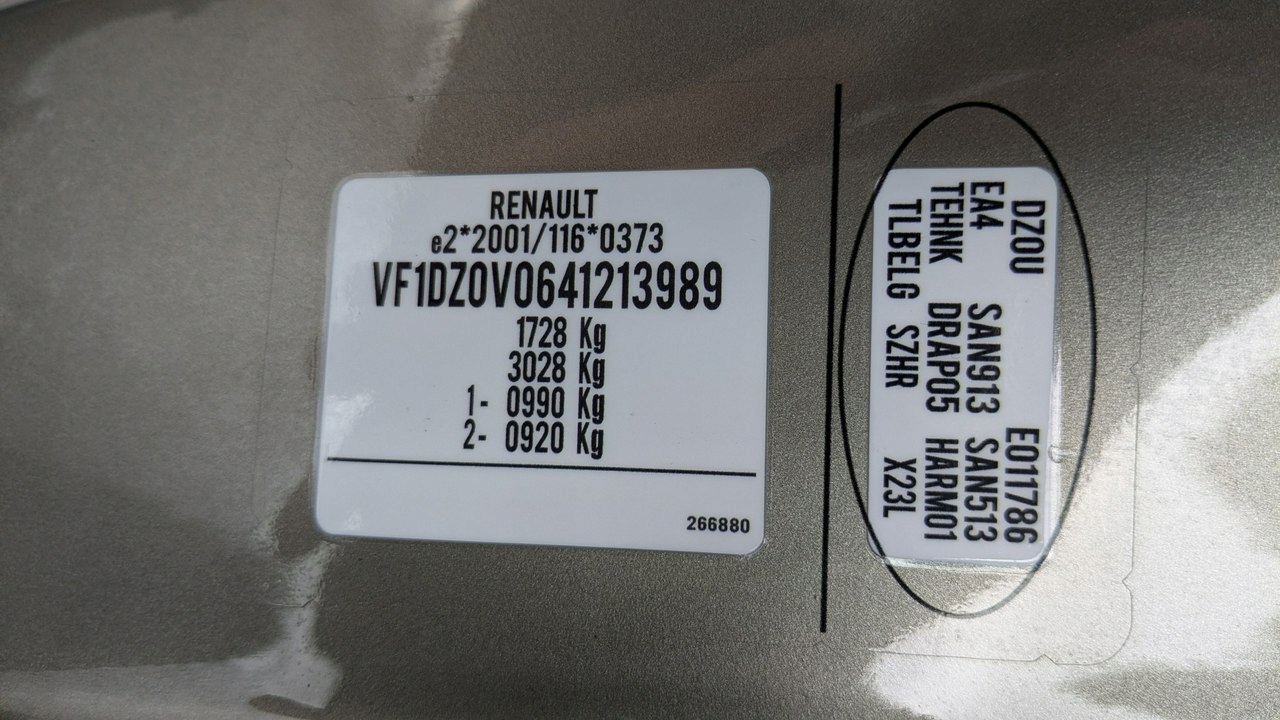 RENAULT
e2*2001/116*0373
VF1DZ0V0641213989
1728 Kg
3028 Kg
1- 0990 Kg
2- 0920 Kg
266880
DZ0U E011786
EA4 SAN913 SAN513
TEHNK DRAP05 HARM01
TLBELG SZHR X23L